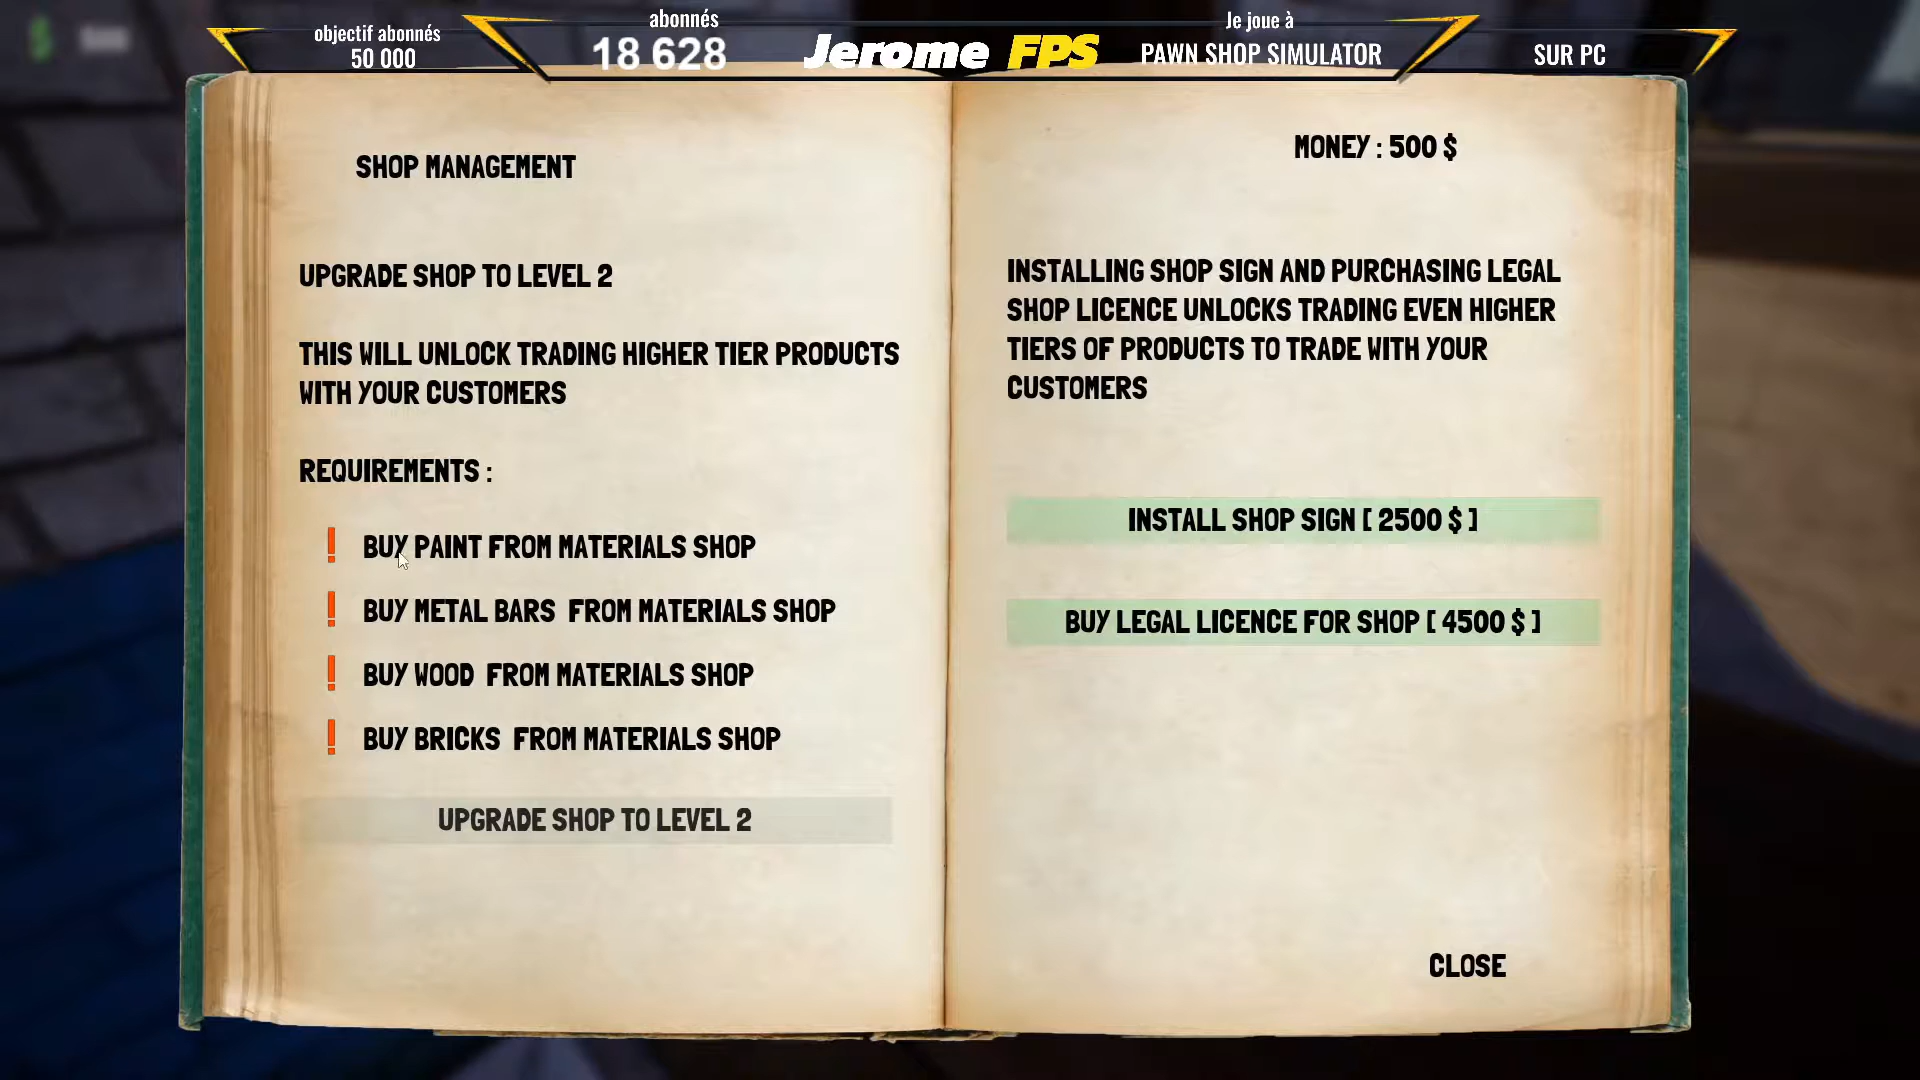 objectif abonnés
50 000
abonnés
18 628
Jerome FPS
Je joue à
PAWN SHOP SIMULATOR
SUR PC
SHOP MANAGEMENT
UPGRADE SHOP TO LEVEL 2
THIS WILL UNLOCK TRADING HIGHER TIER PRODUCTS
WITH YOUR CUSTOMERS
REQUIREMENTS :
! BUY PAINT FROM MATERIALS SHOP
! BUY METAL BARS FROM MATERIALS SHOP
! BUY WOOD FROM MATERIALS SHOP
! BUY BRICKS FROM MATERIALS SHOP
UPGRADE SHOP TO LEVEL 2
MONEY : 500 $
INSTALLING SHOP SIGN AND PURCHASING LEGAL
SHOP LICENCE UNLOCKS TRADING EVEN HIGHER
TIERS OF PRODUCTS TO TRADE WITH YOUR
CUSTOMERS
INSTALL SHOP SIGN [ 2500 $ ]
BUY LEGAL LICENCE FOR SHOP [ 4500 $ ]
CLOSE